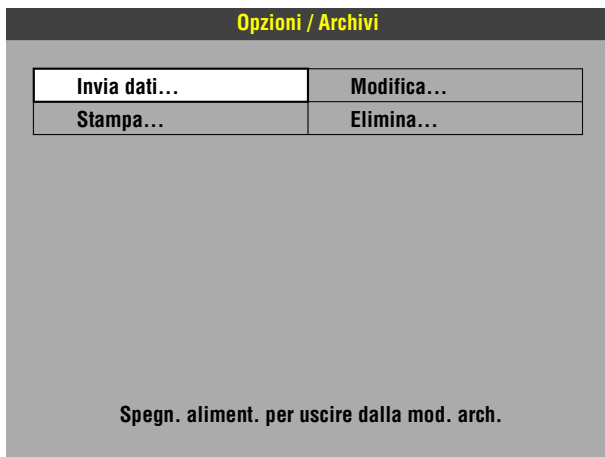 Opzioni / Archivi
Invia dati... Modifica...
Stampa... Elimina...
Spegn. aliment. per uscire dalla mod. arch.